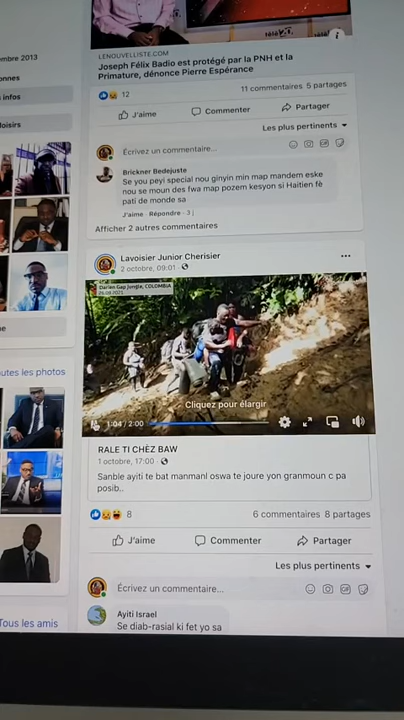 mbre 2013
onnes
infos
oisirs
e
utes les photos
Tous les amis
LENOUVELLISTE.COM
Joseph Félix Badio est protégé par la PNH et la
Primature, dénonce Pierre Espérance
12
11 commentaires 5 partages
J'aime
Commenter
Partager
Les plus pertinents
Écrivez un commentaire...
GIF
Brickner Bedejuste
Se you peyi special nou ginyin min map mandem eske
nou se moun des fwa map pozem kesyon si Haitien fè
pati de monde sa
J'aime · Répondre · 3 j
Afficher 2 autres commentaires
Lavoisier Junior Cherisier
2 octobre, 09:01 ·
Darien Gap Jungle, COLOMBIA
Cliquez pour élargir
1:04 / 2:00
RALE TI CHÈZ BAW
1 octobre, 17:00 ·
Sanble ayiti te bat manmanl oswa te joure yon granmoun c pa
posib..
8
6 commentaires 8 partages
J'aime
Commenter
Partager
Les plus pertinents
Écrivez un commentaire...
GIF
Ayiti Israel
Se diab-rasial ki fet yo sa